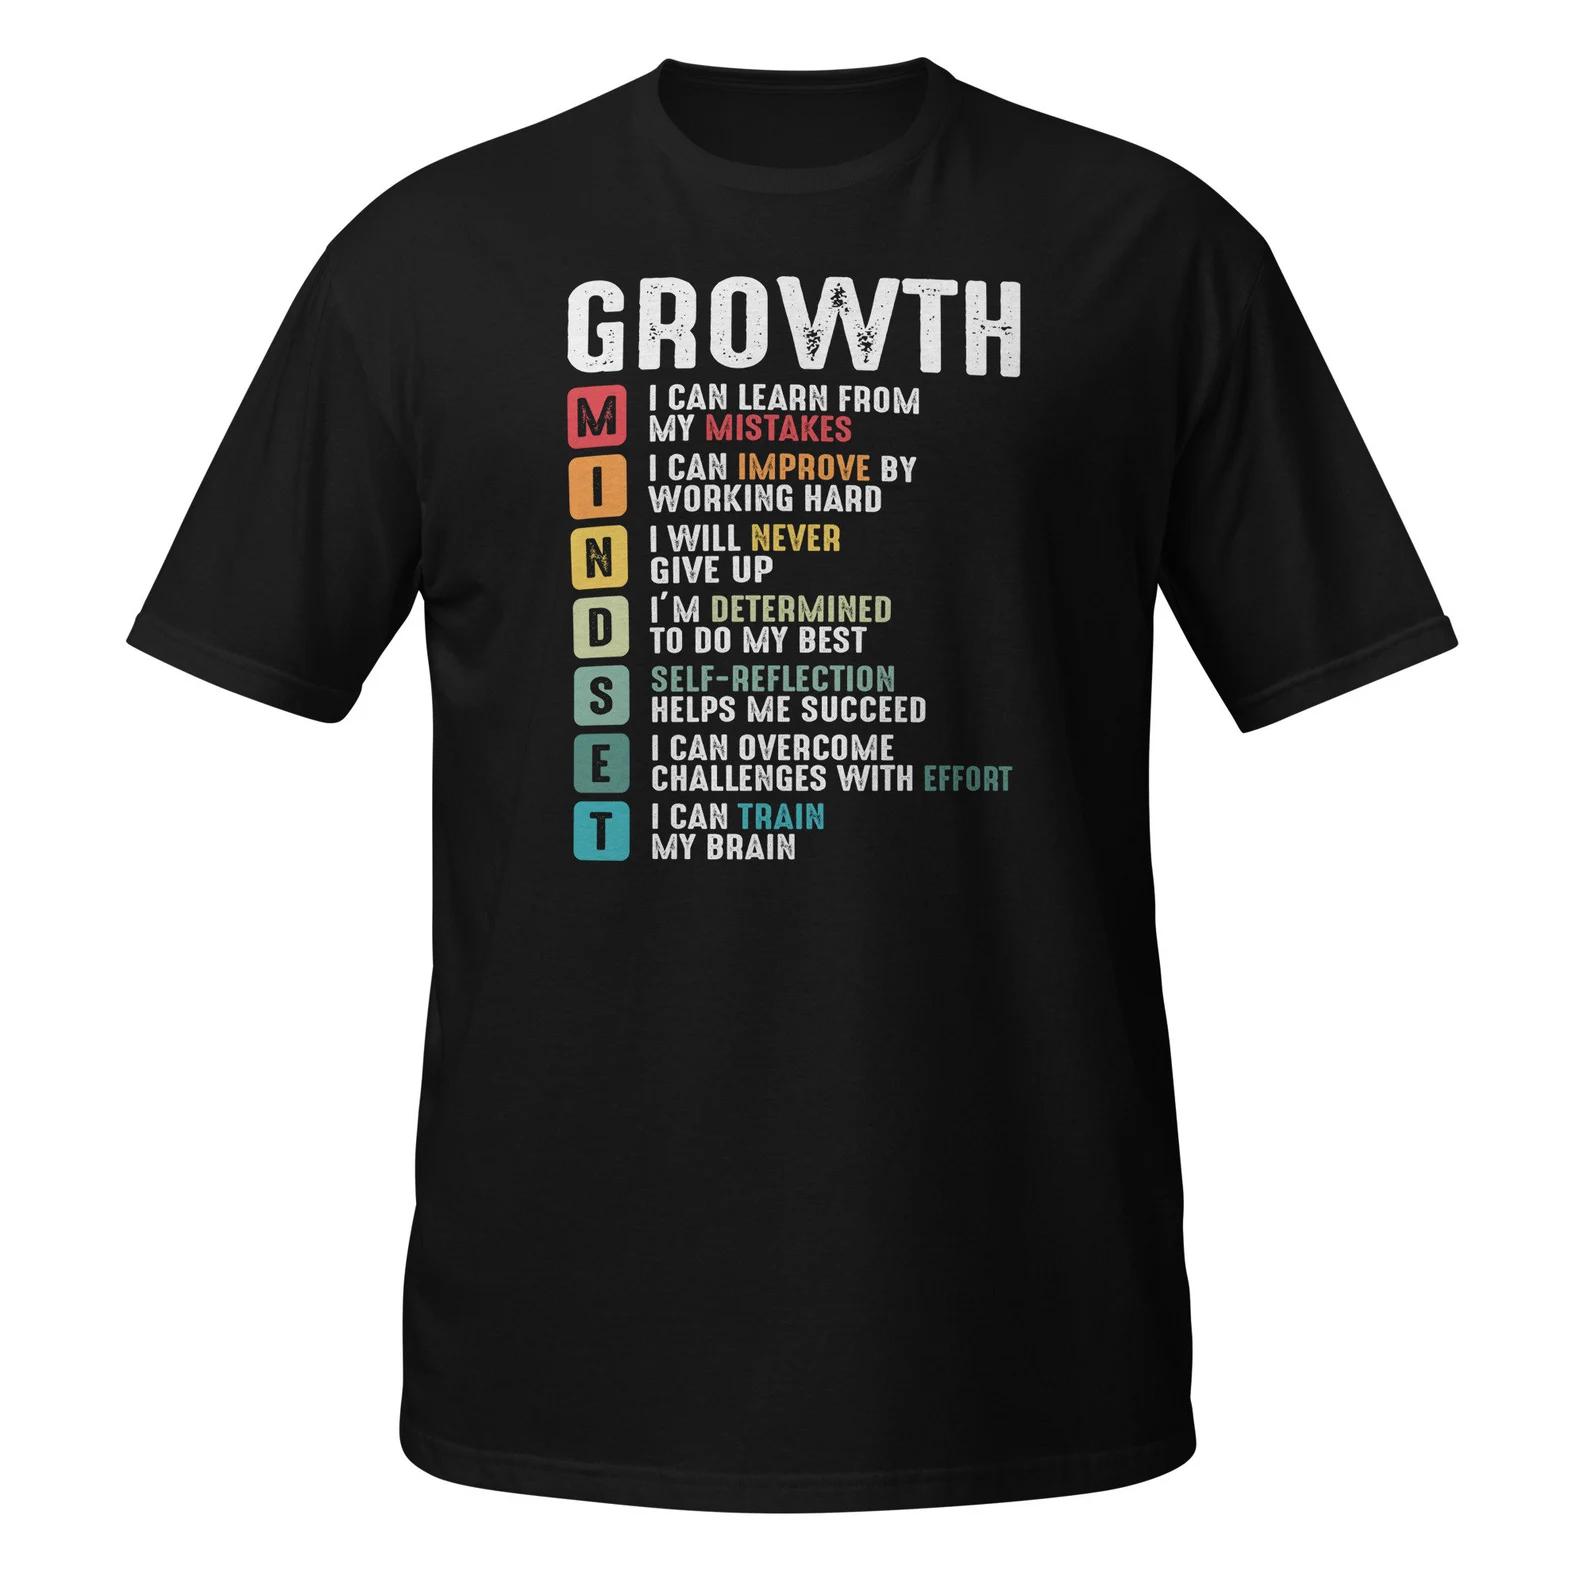 GROWTH
M I CAN LEARN FROM
MY MISTAKES
I I CAN IMPROVE BY
WORKING HARD
N I WILL NEVER
GIVE UP
D I'M DETERMINED
TO DO MY BEST
S SELF-REFLECTION
HELPS ME SUCCEED
E I CAN OVERCOME
CHALLENGES WITH EFFORT
T I CAN TRAIN
MY BRAIN